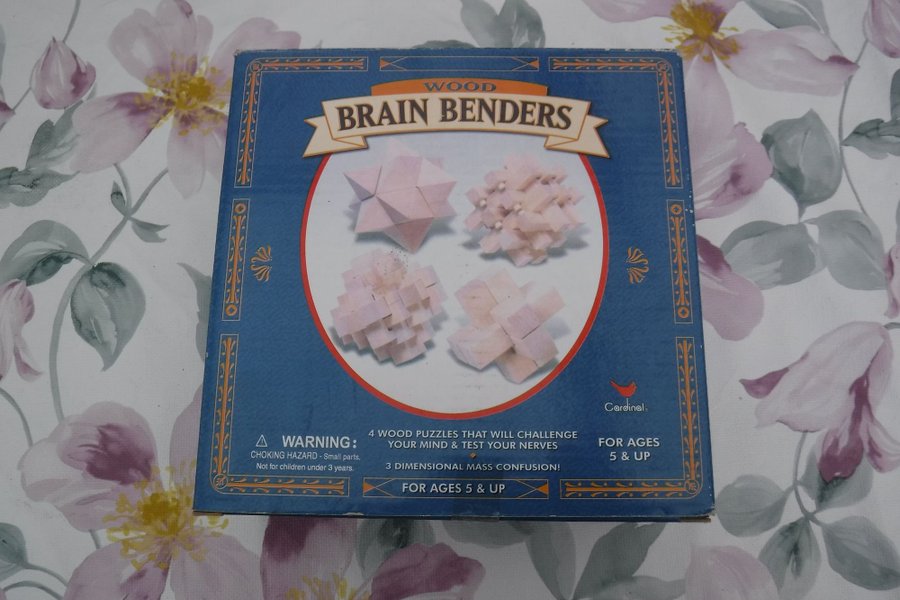 WOOD
BRAIN BENDERS
Cardinal®
⚠ WARNING:
CHOKING HAZARD - Small parts.
Not for children under 3 years.
4 WOOD PUZZLES THAT WILL CHALLENGE
YOUR MIND & TEST YOUR NERVES
3 DIMENSIONAL MASS CONFUSION!
FOR AGES 5 & UP
FOR AGES
5 & UP